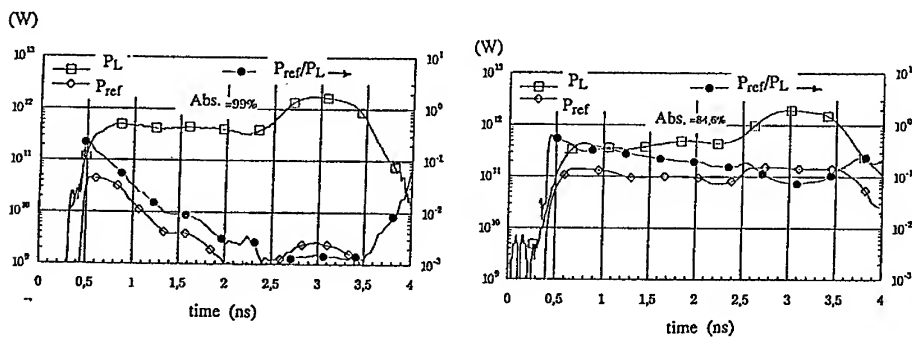 (W)
10^13
P_L
P_ref
P_ref/P_L
Abs. =99%
10^1
10^12
10^0
10^11
10^-1
10^10
10^-2
10^9
10^-3
0 0,5 1 1,5 2 2,5 3 3,5 4
time (ns)
(W)
10^13
P_L
P_ref
P_ref/P_L
Abs. =84,6%
10^1
10^12
10^0
10^11
10^-1
10^10
10^-2
10^9
10^-3
0 0,5 1 1,5 2 2,5 3 3,5 4
time (ns)